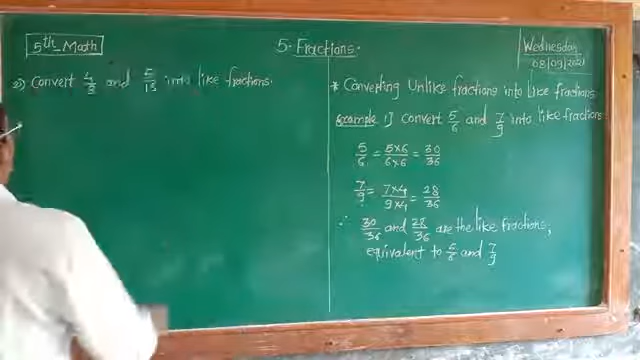 5th Math
5. Fractions.
Wednesday
08/09/2021
2) Convert 4/3 and 5/13 into like fractions.
* Converting Unlike fractions into like fractions
Example 1] Convert 5/6 and 7/9 into like fractions.
5/6 = 5×6/6×6 = 30/36
7/9 = 7×4/9×4 = 28/36
∴ 30/36 and 28/36 are the like fractions,
equivalent to 5/6 and 7/9